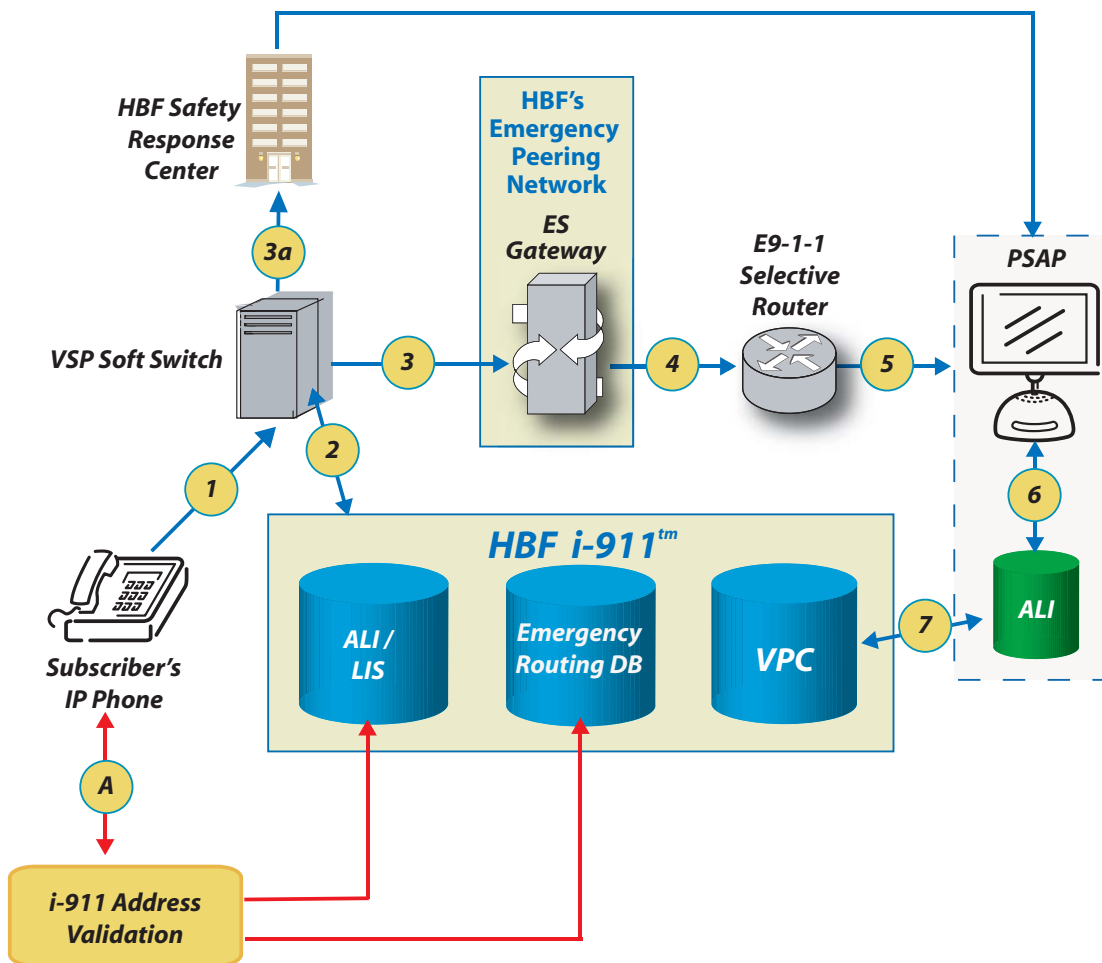 HBF Safety
Response
Center
HBF's
Emergency
Peering
Network
ES
Gateway
E9-1-1
Selective
Router
PSAP
3a
VSP Soft Switch
3
4
5
2
1
6
HBF i-911tm
ALI /
LIS
Emergency
Routing DB
VPC
7
ALI
Subscriber's
IP Phone
A
i-911 Address
Validation